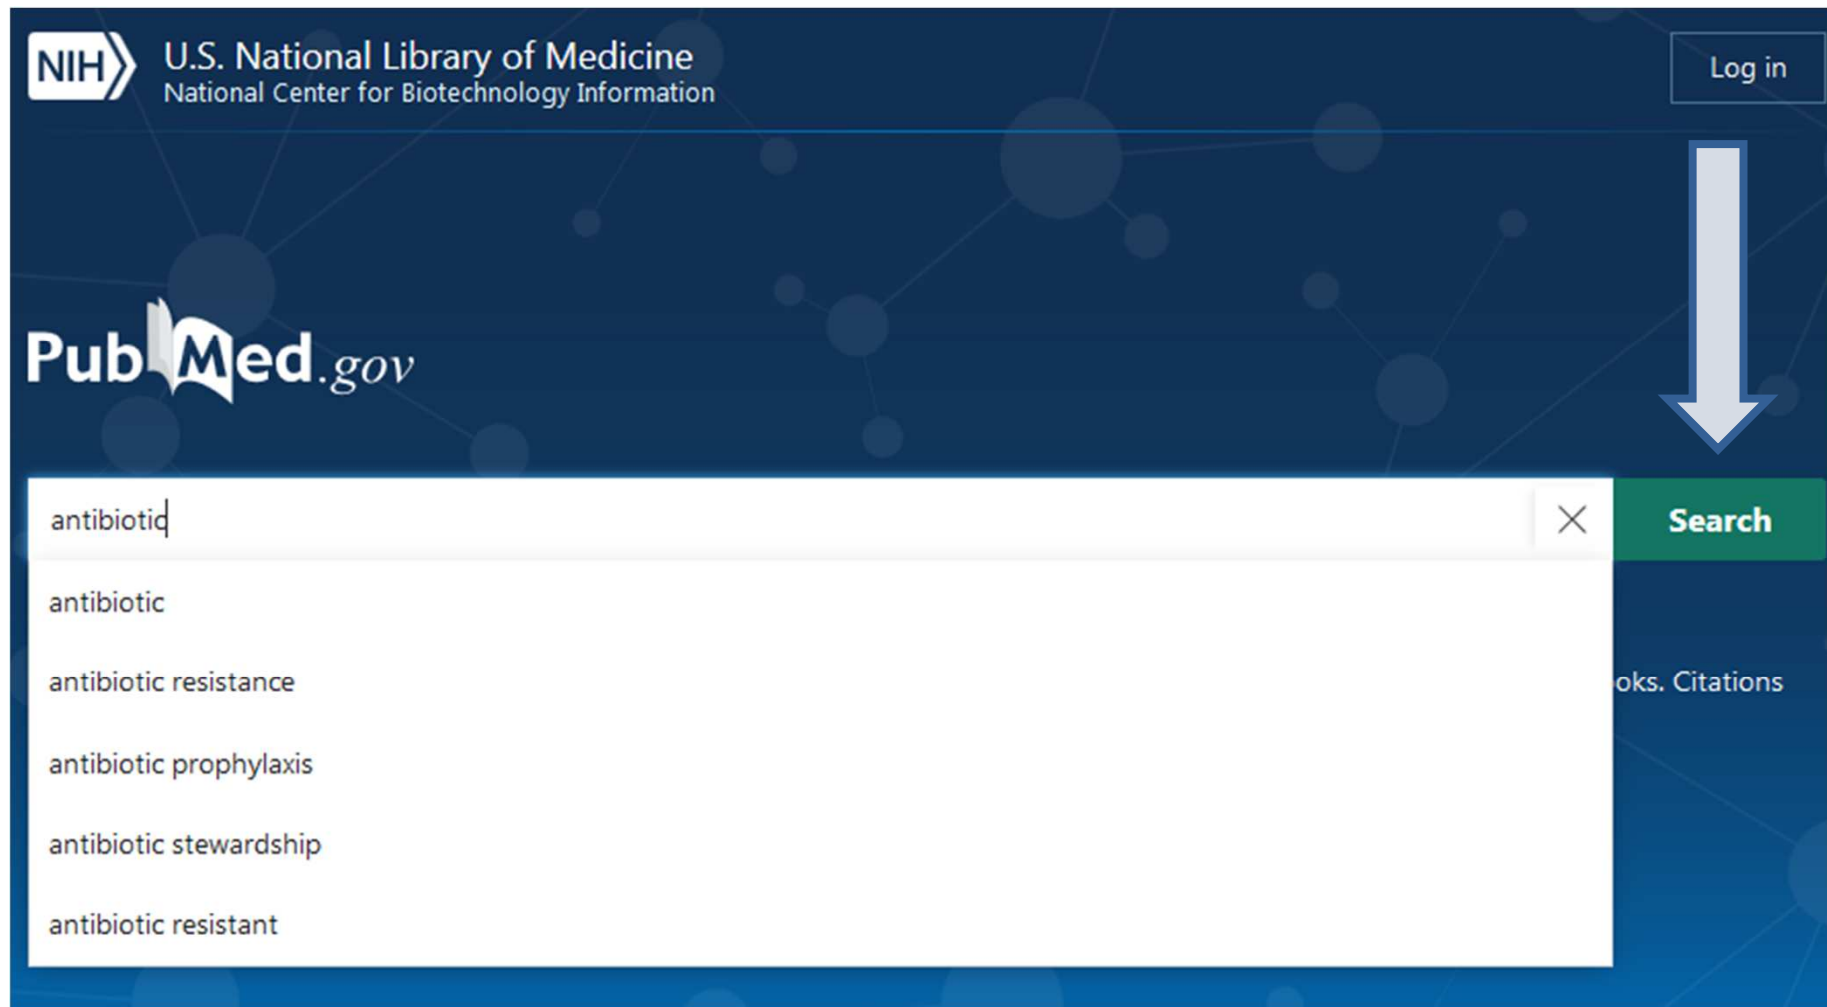 NIH
U.S. National Library of Medicine
National Center for Biotechnology Information
Log in
PubMed.gov
antibiotic
Search
antibiotic
antibiotic resistance
oks. Citations
antibiotic prophylaxis
antibiotic stewardship
antibiotic resistant